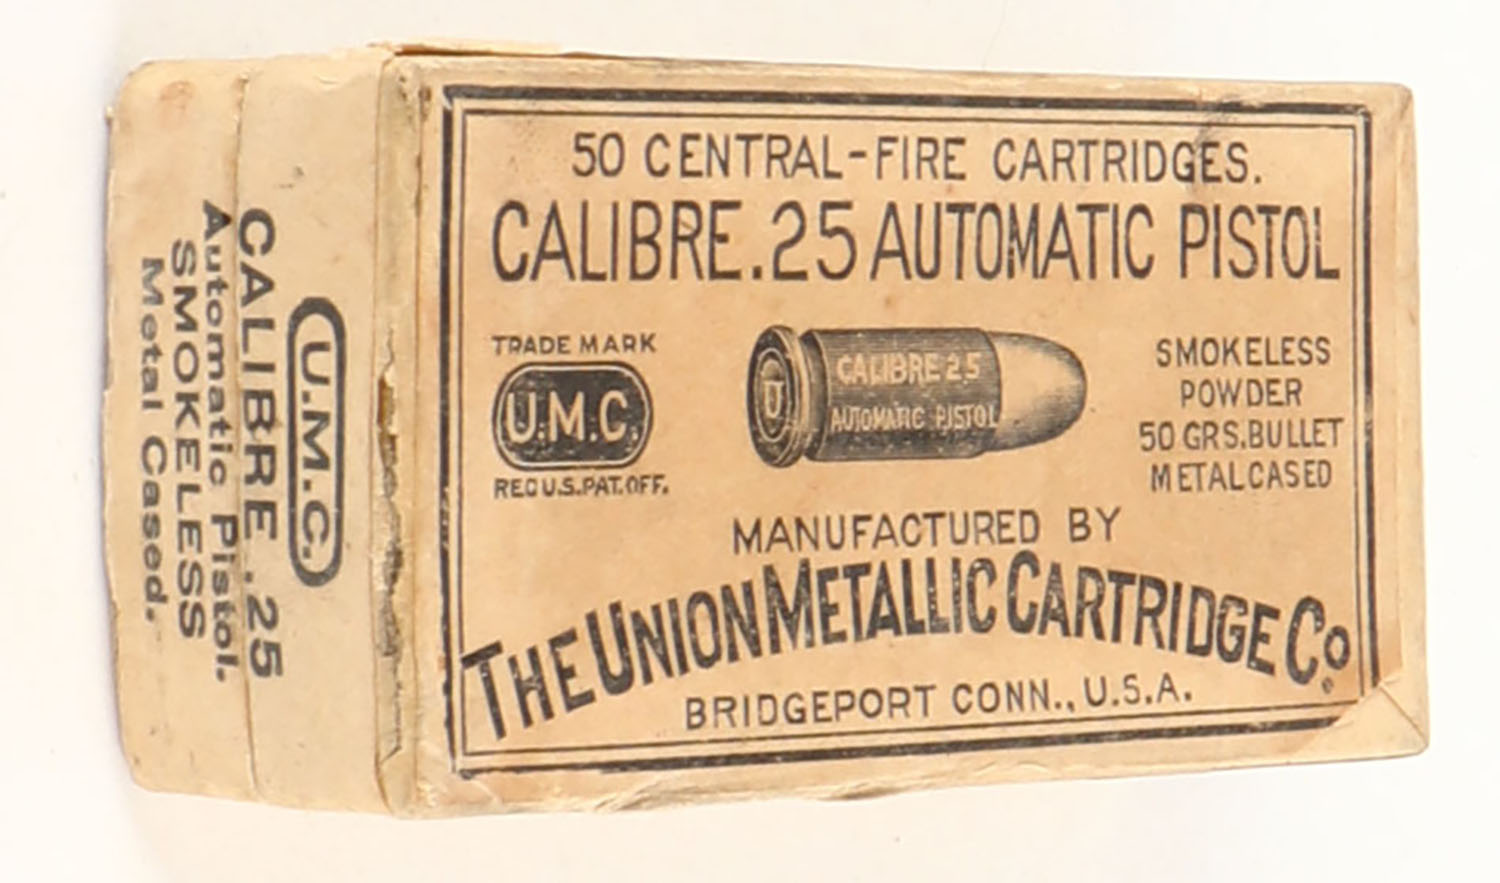 50 CENTRAL-FIRE CARTRIDGES.
CALIBRE .25 AUTOMATIC PISTOL
TRADE MARK
U.M.C.
REG U.S. PAT. OFF.
U
CALIBRE 25
AUTOMATIC PISTOL
SMOKELESS
POWDER
50 GRS. BULLET
METAL CASED
MANUFACTURED BY
THE UNION METALLIC CARTRIDGE CO.
BRIDGEPORT CONN., U.S.A.
U.M.C.
CALIBRE .25
Automatic Pistol.
SMOKELESS
Metal Cased.